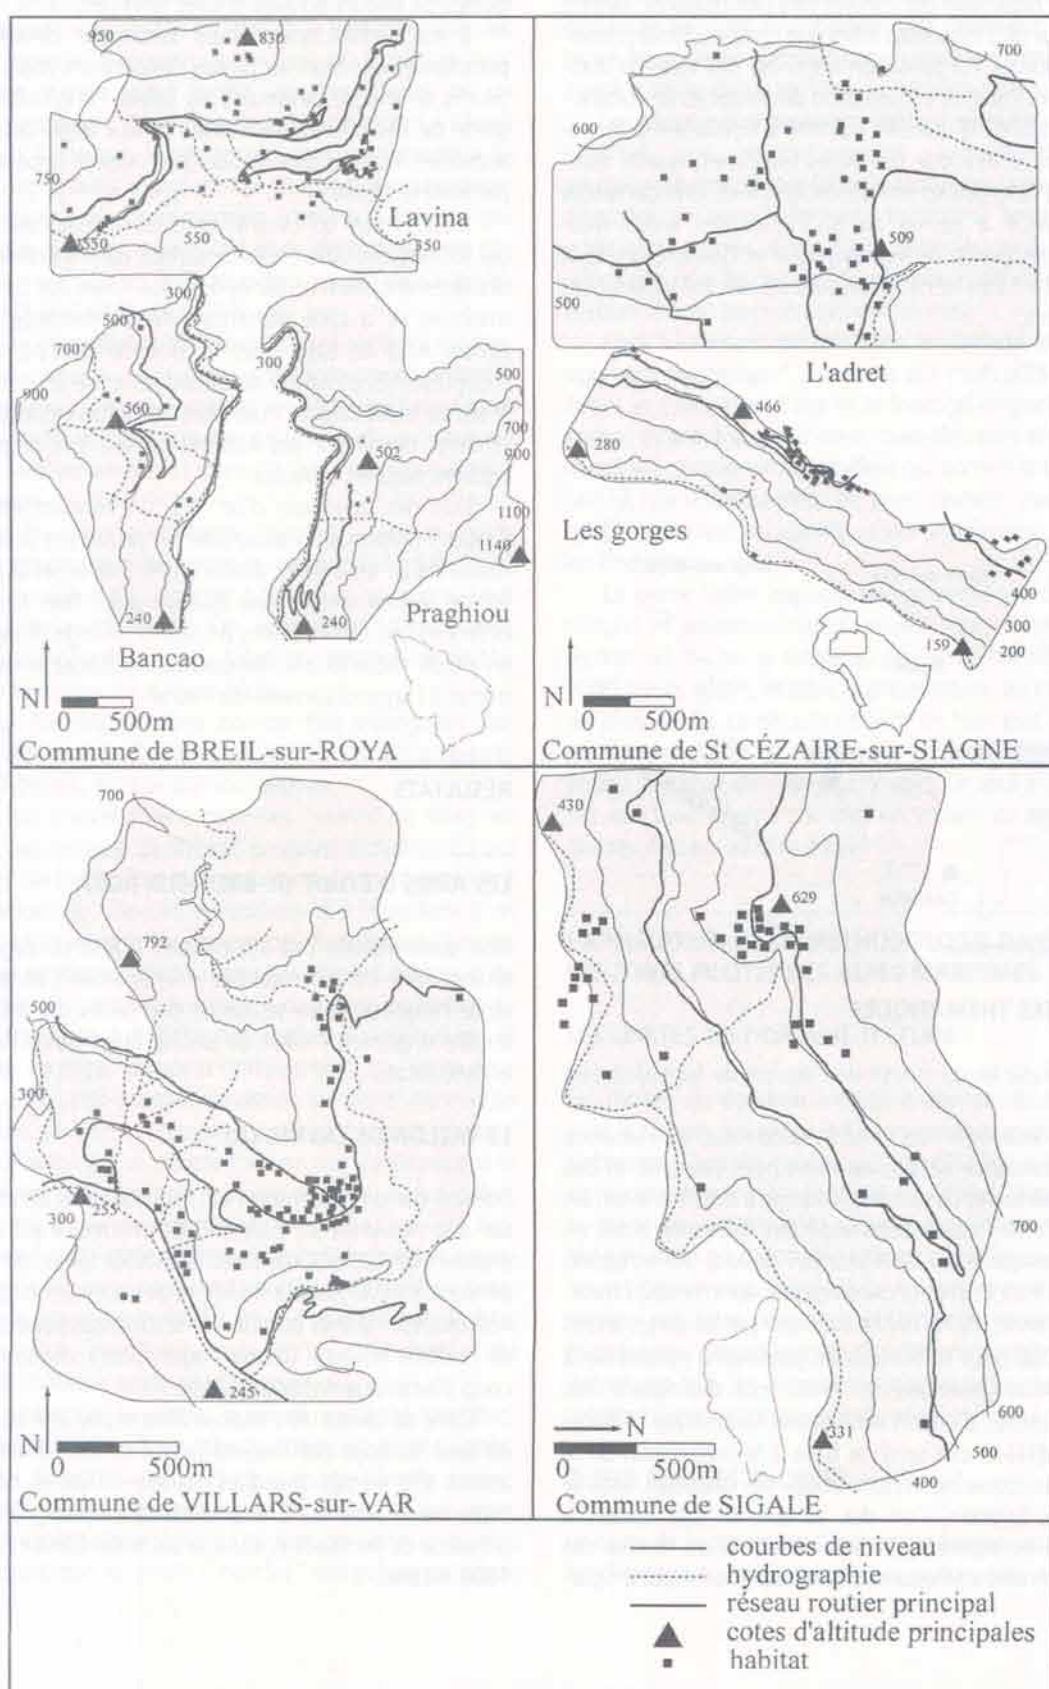 950
836
750
550
550
350
Lavina
300
700
500
900
560
240
Bancao
300
500
700
502
900
1100
1140
Praghiou
240
N
0 500m
Commune de BREIL-sur-ROYA
700
600
509
500
L'adret
466
280
Les gorges
400
300
200
159
N
0 500m
Commune de St CÉZAIRE-sur-SIAGNE
700
792
500
300
300
255
245
N
0 500m
Commune de VILLARS-sur-VAR
430
629
700
600
500
400
331
N
0 500m
Commune de SIGALE
courbes de niveau
hydrographie
réseau routier principal
cotes d'altitude principales
habitat